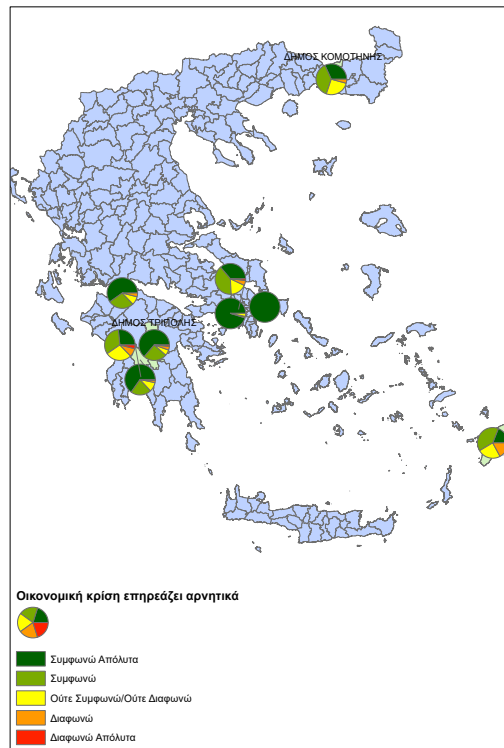 ΔΗΜΟΣ ΚΟΜΟΤΗΝΗΣ
ΔΗΜΟΣ ΤΡΙΠΟΛΗΣ
Οικονομική κρίση επηρεάζει αρνητικά
Συμφωνώ Απόλυτα
Συμφωνώ
Ούτε Συμφωνώ/Ούτε Διαφωνώ
Διαφωνώ
Διαφωνώ Απόλυτα